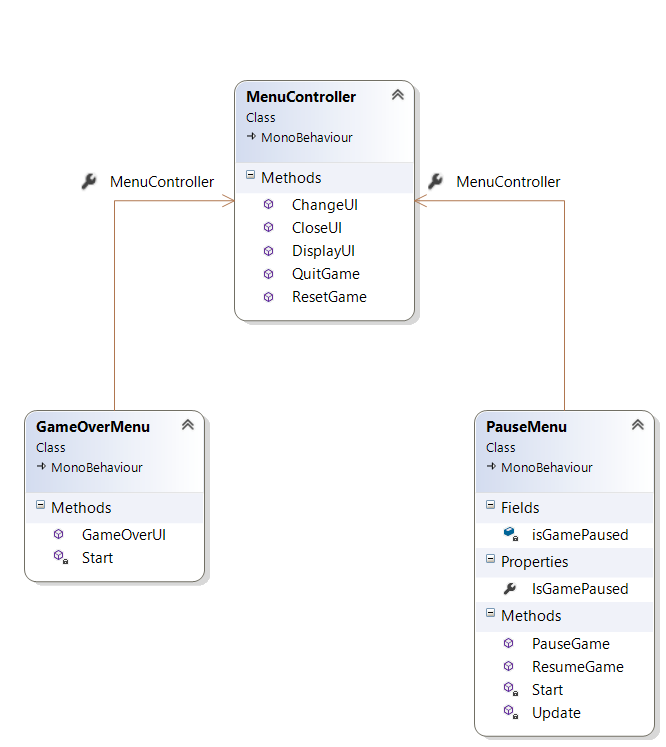 MenuController
Class
MonoBehaviour
Methods
ChangeUI
CloseUI
DisplayUI
QuitGame
ResetGame
MenuController
MenuController
GameOverMenu
Class
MonoBehaviour
Methods
GameOverUI
Start
PauseMenu
Class
MonoBehaviour
Fields
isGamePaused
Properties
IsGamePaused
Methods
PauseGame
ResumeGame
Start
Update